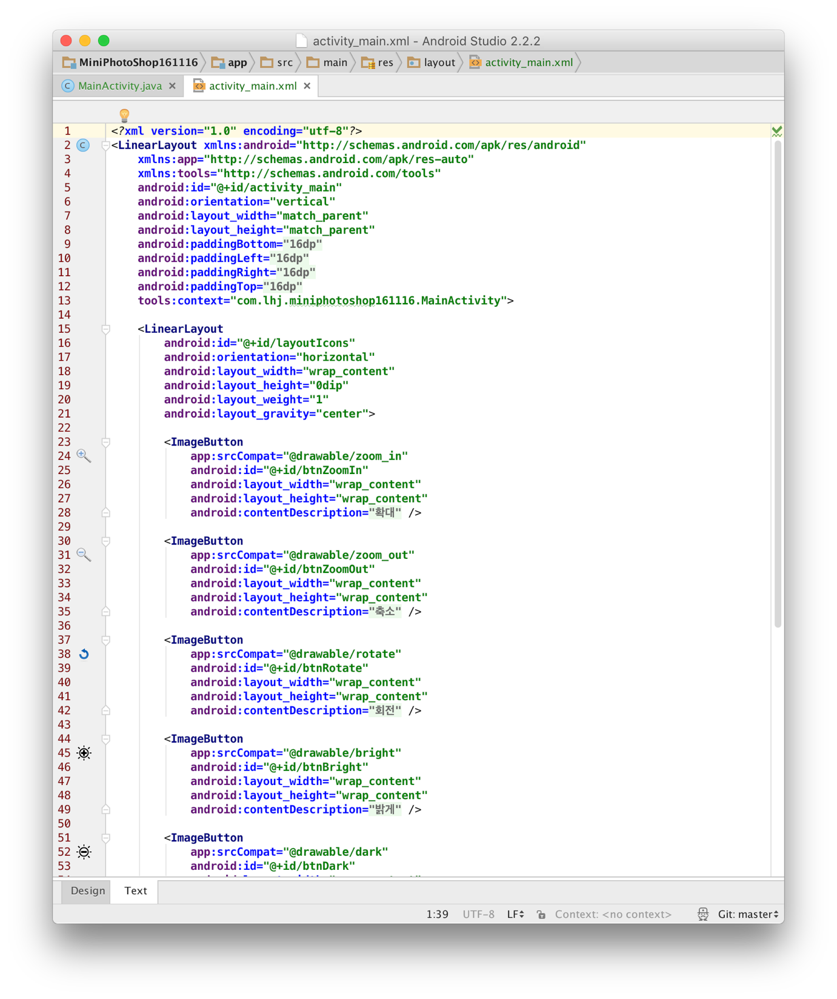 activity_main.xml - Android Studio 2.2.2
MiniPhotoShop161116 app src main res layout activity_main.xml
MainActivity.java activity_main.xml
1 <?xml version="1.0" encoding="utf-8"?>
2 <LinearLayout xmlns:android="http://schemas.android.com/apk/res/android"
3 xmlns:app="http://schemas.android.com/apk/res-auto"
4 xmlns:tools="http://schemas.android.com/tools"
5 android:id="@+id/activity_main"
6 android:orientation="vertical"
7 android:layout_width="match_parent"
8 android:layout_height="match_parent"
9 android:paddingBottom="16dp"
10 android:paddingLeft="16dp"
11 android:paddingRight="16dp"
12 android:paddingTop="16dp"
13 tools:context="com.lhj.miniphotoshop161116.MainActivity">
14
15 <LinearLayout
16 android:id="@+id/layoutIcons"
17 android:orientation="horizontal"
18 android:layout_width="wrap_content"
19 android:layout_height="0dip"
20 android:layout_weight="1"
21 android:layout_gravity="center">
22
23 <ImageButton
24 app:srcCompat="@drawable/zoom_in"
25 android:id="@+id/btnZoomIn"
26 android:layout_width="wrap_content"
27 android:layout_height="wrap_content"
28 android:contentDescription="확대" />
29
30 <ImageButton
31 app:srcCompat="@drawable/zoom_out"
32 android:id="@+id/btnZoomOut"
33 android:layout_width="wrap_content"
34 android:layout_height="wrap_content"
35 android:contentDescription="축소" />
36
37 <ImageButton
38 app:srcCompat="@drawable/rotate"
39 android:id="@+id/btnRotate"
40 android:layout_width="wrap_content"
41 android:layout_height="wrap_content"
42 android:contentDescription="회전" />
43
44 <ImageButton
45 app:srcCompat="@drawable/bright"
46 android:id="@+id/btnBright"
47 android:layout_width="wrap_content"
48 android:layout_height="wrap_content"
49 android:contentDescription="밝게" />
50
51 <ImageButton
52 app:srcCompat="@drawable/dark"
53 android:id="@+id/btnDark"
Design Text
1:39 UTF-8 LF Context: <no context> Git: master